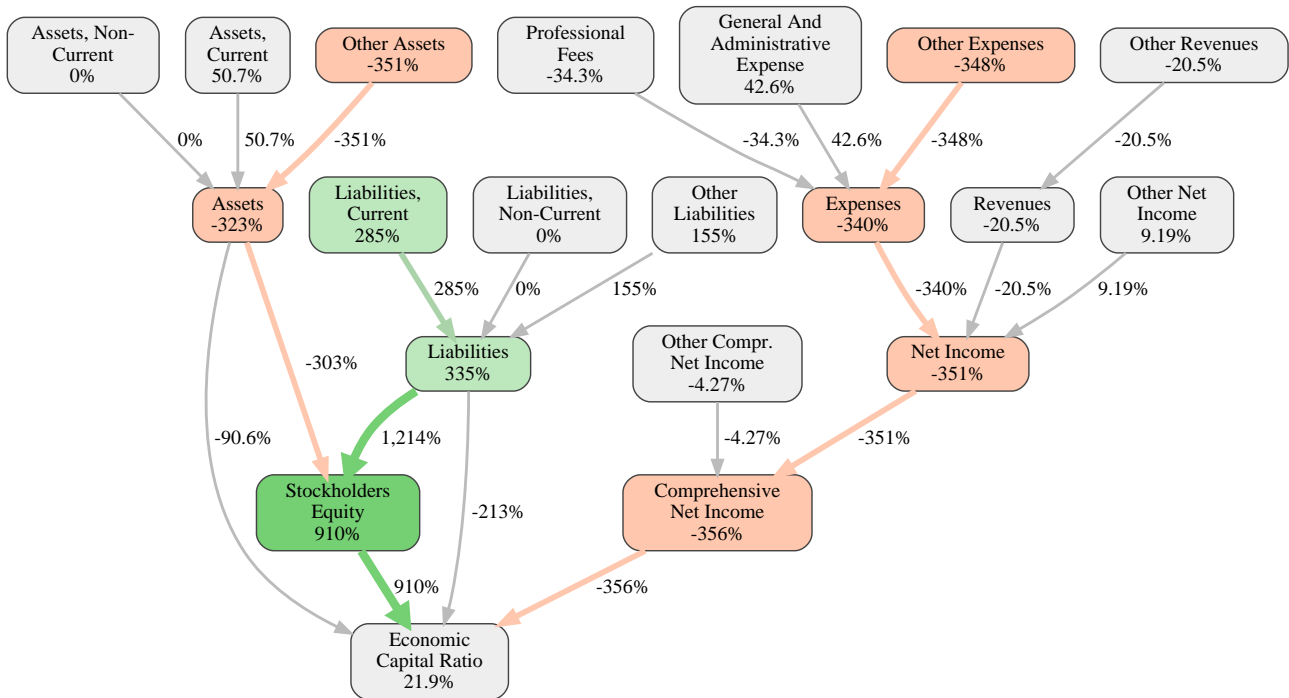 Assets, Non-
Current
0%
Assets,
Current
50.7%
Other Assets
-351%
Professional
Fees
-34.3%
General And
Administrative
Expense
42.6%
Other Expenses
-348%
Other Revenues
-20.5%
0%
50.7%
-351%
-34.3%
42.6%
-348%
-20.5%
Assets
-323%
Liabilities,
Current
285%
Liabilities,
Non-Current
0%
Other
Liabilities
155%
Expenses
-340%
Revenues
-20.5%
Other Net
Income
9.19%
285%
0%
155%
-340%
-20.5%
9.19%
-303%
Liabilities
335%
Other Compr.
Net Income
-4.27%
Net Income
-351%
-90.6%
1,214%
-4.27%
-351%
Stockholders
Equity
910%
-213%
Comprehensive
Net Income
-356%
910%
-356%
Economic
Capital Ratio
21.9%